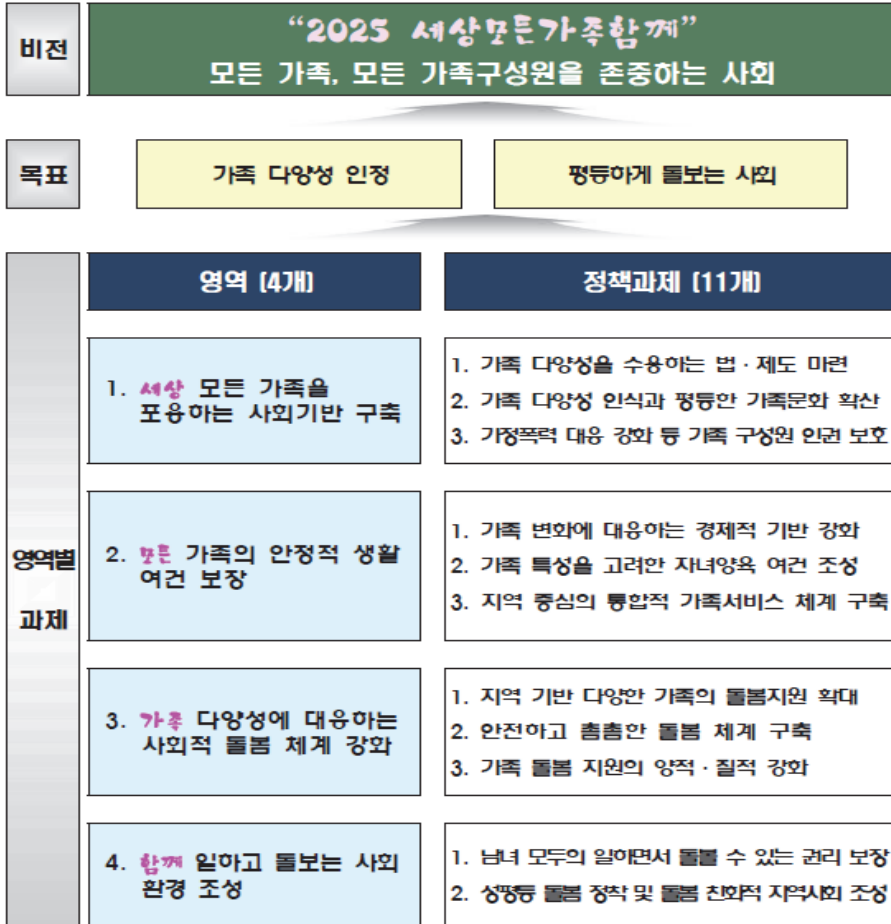 비전
“2025 세상모든가족함께”
모든 가족, 모든 가족구성원을 존중하는 사회
목표
가족 다양성 인정
평등하게 돌보는 사회
영역별
과제
영역 (4개)
정책과제 (11개)
1. 세상 모든 가족을
포용하는 사회기반 구축
1. 가족 다양성을 수용하는 법·제도 마련
2. 가족 다양성 인식과 평등한 가족문화 확산
3. 가정폭력 대응 강화 등 가족 구성원 인권 보호
2. 모든 가족의 안정적 생활
여건 보장
1. 가족 변화에 대응하는 경제적 기반 강화
2. 가족 특성을 고려한 자녀양육 여건 조성
3. 지역 중심의 통합적 가족서비스 체계 구축
3. 가족 다양성에 대응하는
사회적 돌봄 체계 강화
1. 지역 기반 다양한 가족의 돌봄지원 확대
2. 안전하고 촘촘한 돌봄 체계 구축
3. 가족 돌봄 지원의 양적·질적 강화
4. 함께 일하고 돌보는 사회
환경 조성
1. 남녀 모두의 일하면서 돌볼 수 있는 권리 보장
2. 성평등 돌봄 정착 및 돌봄 친화적 지역사회 조성